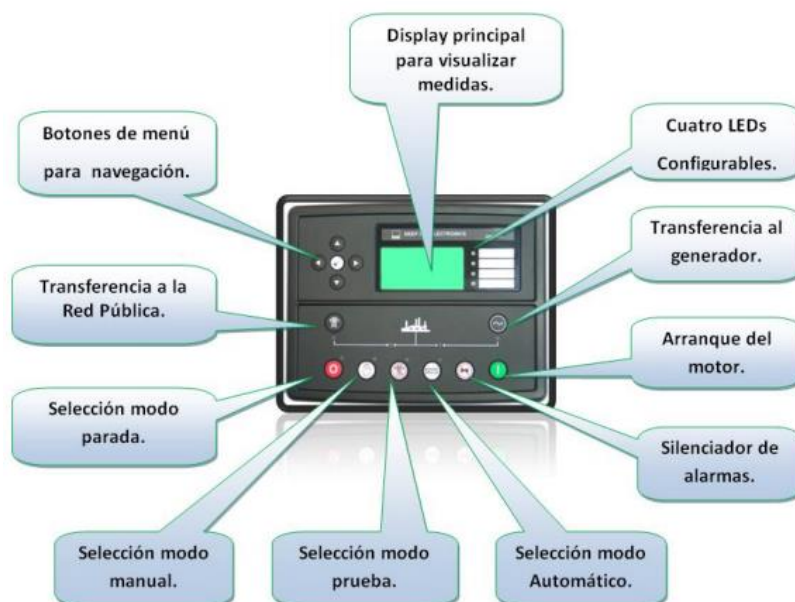 Display principal
para visualizar
medidas.
Botones de menú
para navegación.
Cuatro LEDs
Configurables.
Transferencia al
generador.
Transferencia a la
Red Pública.
Arranque del
motor.
Selección modo
parada.
Silenciador de
alarmas.
Selección modo
manual.
Selección modo
prueba.
Selección modo
Automático.